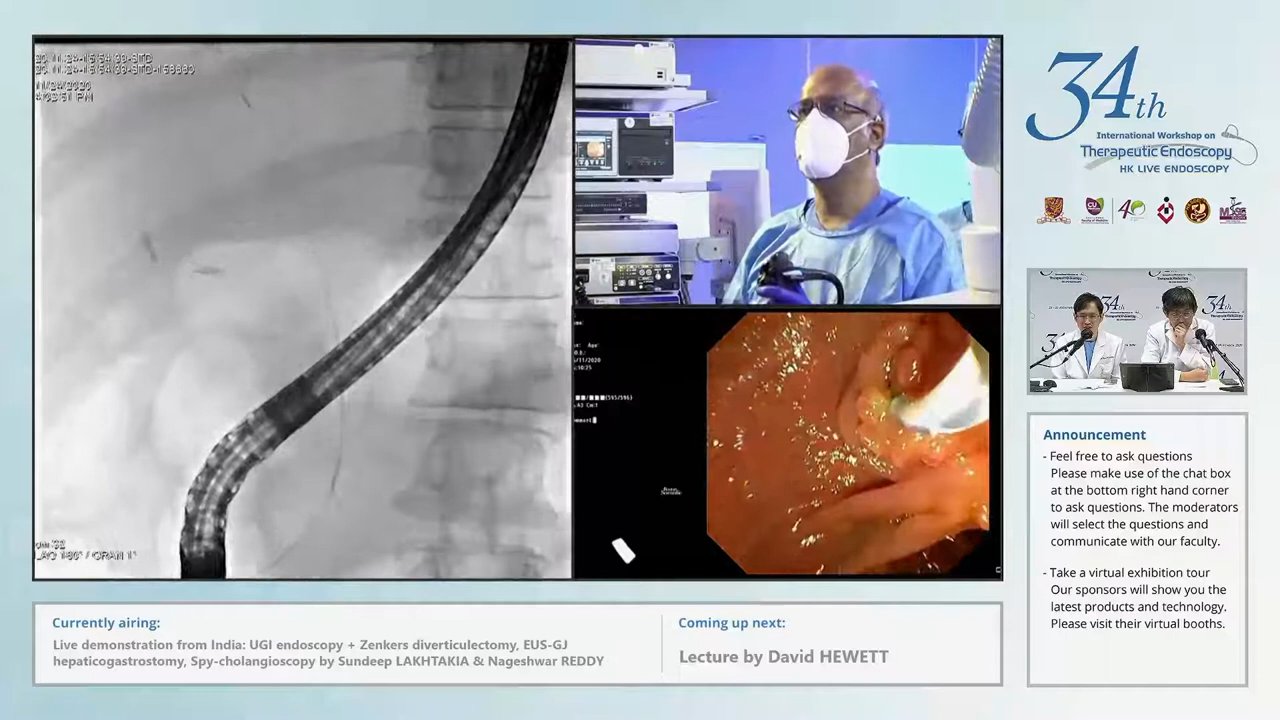 11/24/2020
34th
International Workshop on
Therapeutic Endoscopy
HK LIVE ENDOSCOPY
Announcement
- Feel free to ask questions
Please make use of the chat box
at the bottom right hand corner
to ask questions. The moderators
will select the questions and
communicate with our faculty.
- Take a virtual exhibition tour
Our sponsors will show you the
latest products and technology.
Please visit their virtual booths.
Currently airing:
Live demonstration from India: UGI endoscopy + Zenkers diverticulectomy, EUS-GJ
hepaticogastrostomy, Spy-cholangioscopy by Sundeep LAKHTAKIA & Nageshwar REDDY
Coming up next:
Lecture by David HEWETT